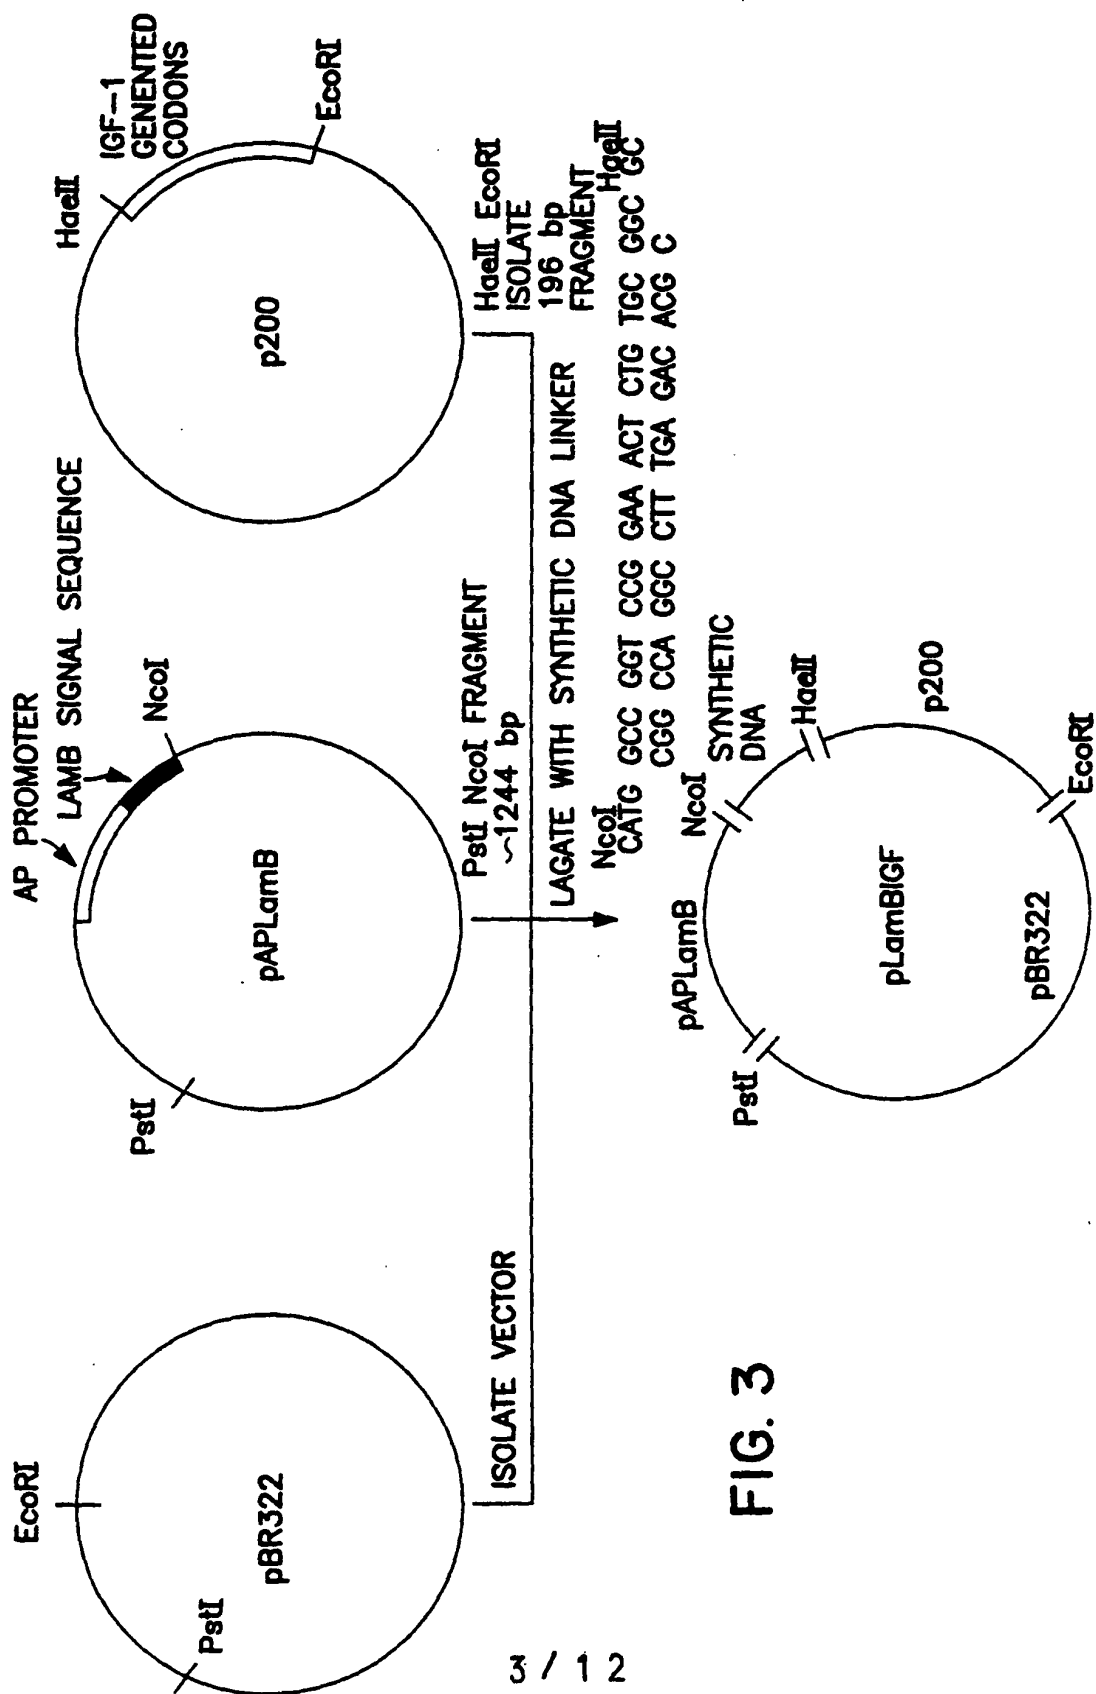 EcoRI
PstI
pBR322
ISOLATE VECTOR
AP PROMOTER
LAMB SIGNAL SEQUENCE
PstI
NcoI
pAPLamB
PstI NcoI FRAGMENT
~1244 bp
HaeII
IGF-1
GENENTED
CODONS
EcoRI
p200
HaeII EcoRI
ISOLATE
196 bp
FRAGMENT
LAGATE WITH SYNTHETIC DNA LINKER
NcoI
HaeII
CATG GCC GGT CCG GAA ACT CTG TGC GGC GC
CGG CCA GGC CTT TGA GAC ACG C
pAPLamB
NcoI
SYNTHETIC
DNA
HaeII
PstI
p200
pLamBIGF
pBR322
EcoRI
FIG. 3
3/12